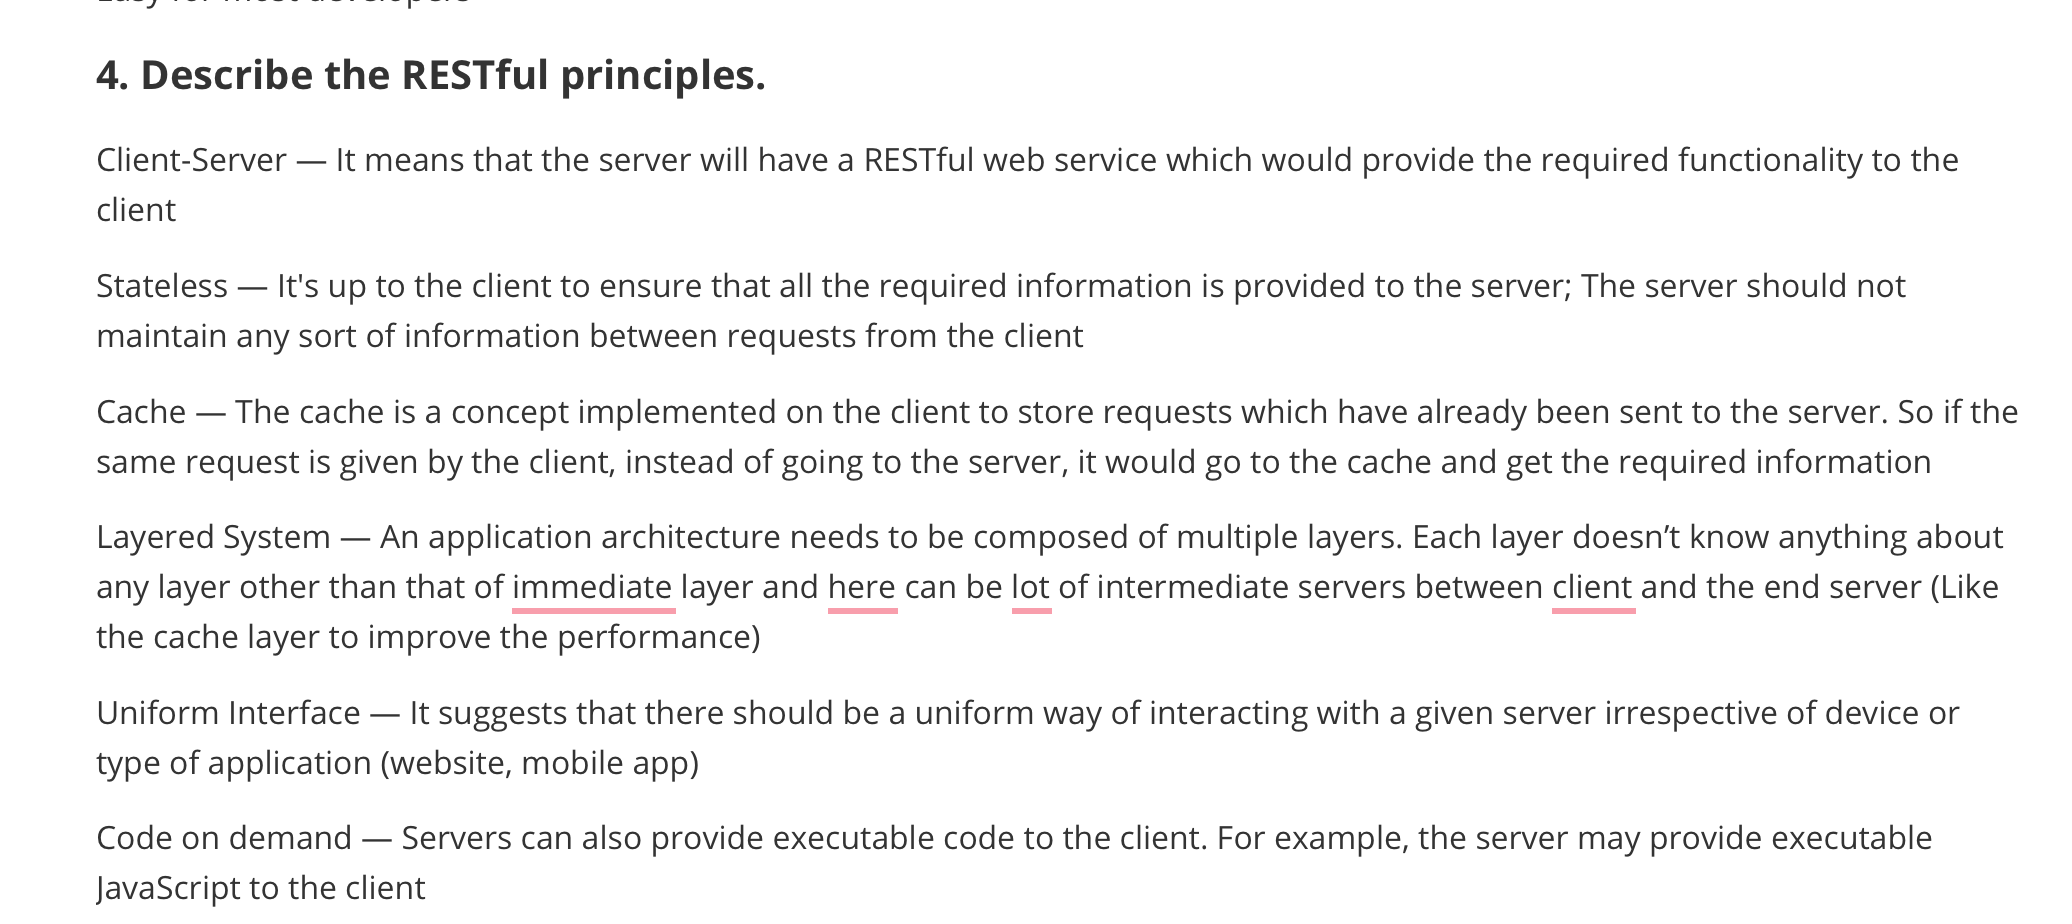 Easy for most developers
4. Describe the RESTful principles.
Client-Server — It means that the server will have a RESTful web service which would provide the required functionality to the
client
Stateless — It's up to the client to ensure that all the required information is provided to the server; The server should not
maintain any sort of information between requests from the client
Cache — The cache is a concept implemented on the client to store requests which have already been sent to the server. So if the
same request is given by the client, instead of going to the server, it would go to the cache and get the required information
Layered System — An application architecture needs to be composed of multiple layers. Each layer doesn’t know anything about
any layer other than that of immediate layer and here can be lot of intermediate servers between client and the end server (Like
the cache layer to improve the performance)
Uniform Interface — It suggests that there should be a uniform way of interacting with a given server irrespective of device or
type of application (website, mobile app)
Code on demand — Servers can also provide executable code to the client. For example, the server may provide executable
JavaScript to the client